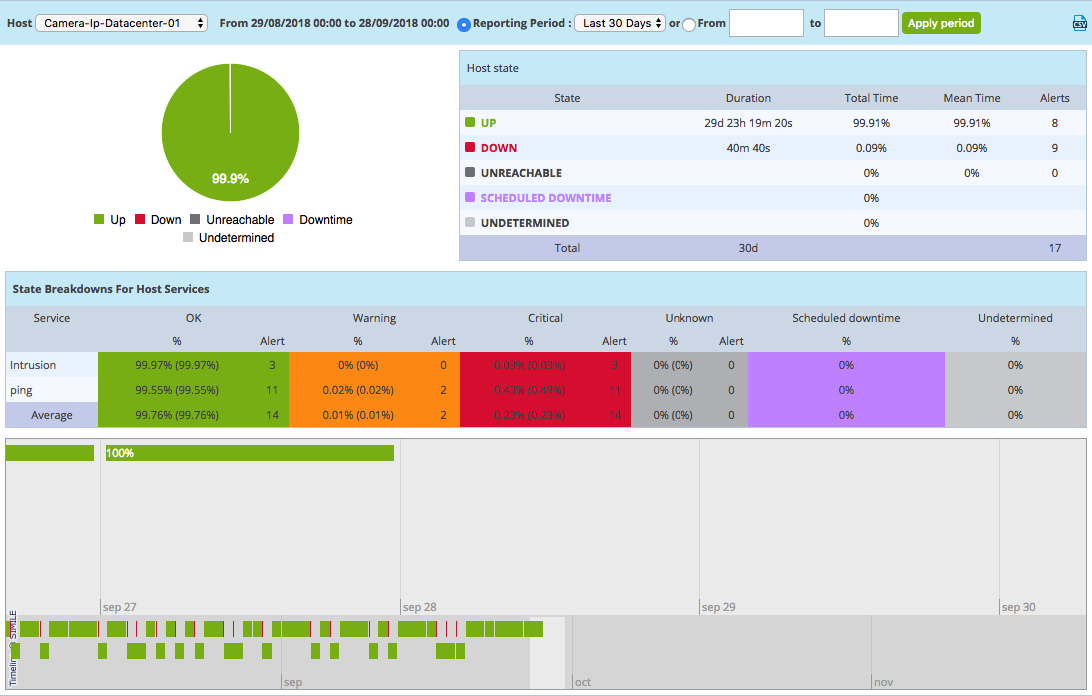 Host Camera-Ip-Datacenter-01 From 29/08/2018 00:00 to 28/09/2018 00:00 Reporting Period : Last 30 Days or From to Apply period CSV
99.9%
Up Down Unreachable Downtime
Undetermined
Host state
State Duration Total Time Mean Time Alerts
UP 29d 23h 19m 20s 99.91% 99.91% 8
DOWN 40m 40s 0.09% 0.09% 9
UNREACHABLE 0% 0% 0
SCHEDULED DOWNTIME 0%
UNDETERMINED 0%
Total 30d 17
State Breakdowns For Host Services
Service OK Warning Critical Unknown Scheduled downtime Undetermined
% Alert % Alert % Alert % Alert % %
Intrusion 99.97% (99.97%) 3 0% (0%) 0 0.03% (0.03%) 3 0% (0%) 0 0% 0%
ping 99.55% (99.55%) 11 0.02% (0.02%) 2 0.43% (0.43%) 11 0% (0%) 0 0% 0%
Average 99.76% (99.76%) 14 0.01% (0.01%) 2 0.23% (0.23%) 14 0% (0%) 0 0% 0%
100%
sep 27 sep 28 sep 29 sep 30
Timeline © SIMILE
sep oct nov